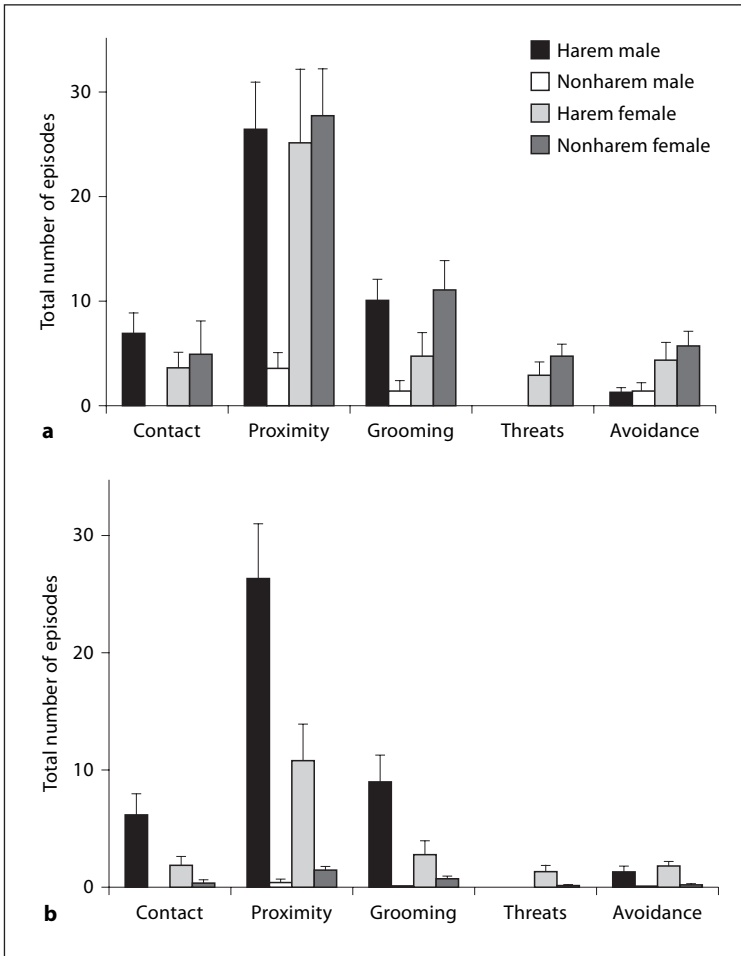 Harem male
Nonharem male
Harem female
Nonharem female
Total number of episodes
30
20
10
0
a
Contact Proximity Grooming Threats Avoidance
Total number of episodes
30
20
10
0
b
Contact Proximity Grooming Threats Avoidance